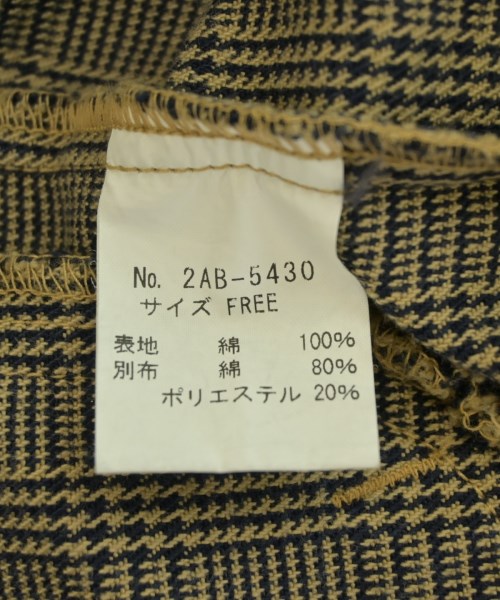 No. 2AB-5430
サイズ FREE
表地 綿 100%
別布 綿 80%
ポリエステル 20%